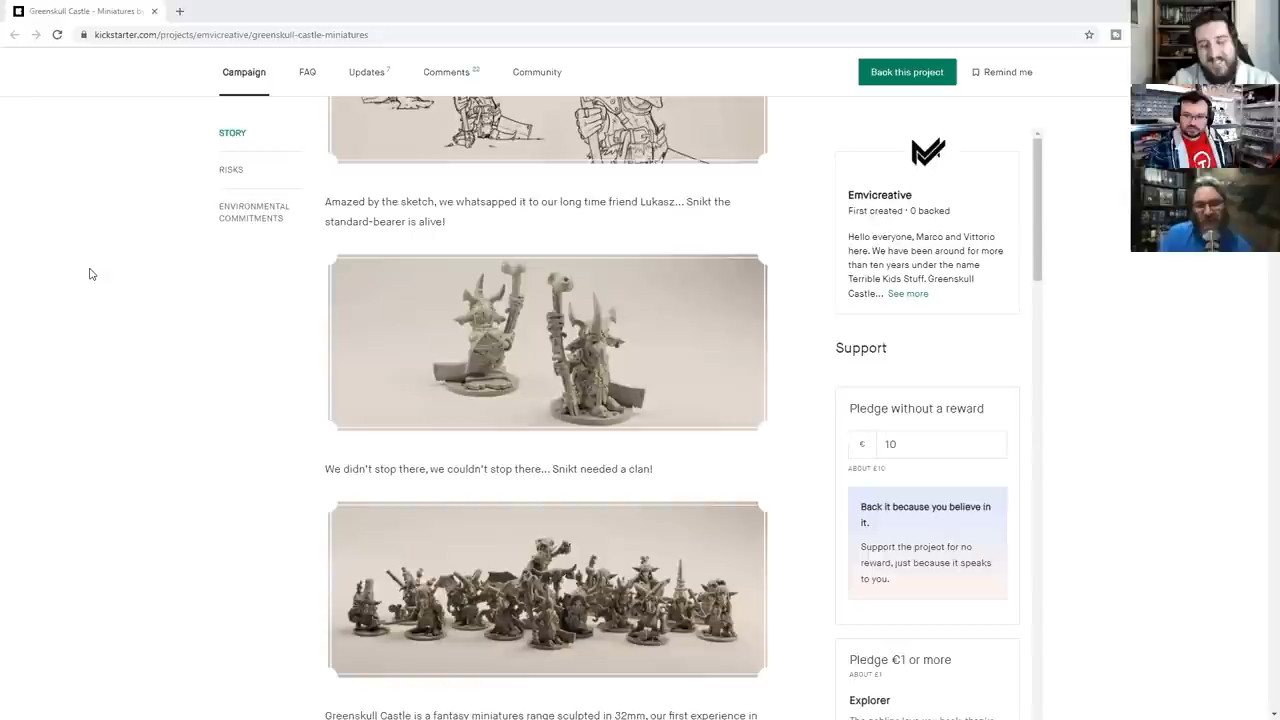 Greenskull Castle - Miniatures by
kickstarter.com/projects/emvicreative/greenskull-castle-miniatures
Campaign
FAQ
Updates 7
Comments 22
Community
Back this project
Remind me
STORY
RISKS
ENVIRONMENTAL
COMMITMENTS
Amazed by the sketch, we whatsapped it to our long time friend Lukasz... Snikt the
standard-bearer is alive!
We didn't stop there, we couldn't stop there... Snikt needed a clan!
Greenskull Castle is a fantasy miniatures range sculpted in 32mm, our first experience in
Emvicreative
First created · 0 backed
Hello everyone, Marco and Vittorio
here. We have been around for more
than ten years under the name
Terrible Kids Stuff. Greenskull
Castle... See more
Support
Pledge without a reward
€ 10
ABOUT £10
Back it because you believe in
it.
Support the project for no
reward, just because it speaks
to you.
Pledge €1 or more
ABOUT £1
Explorer